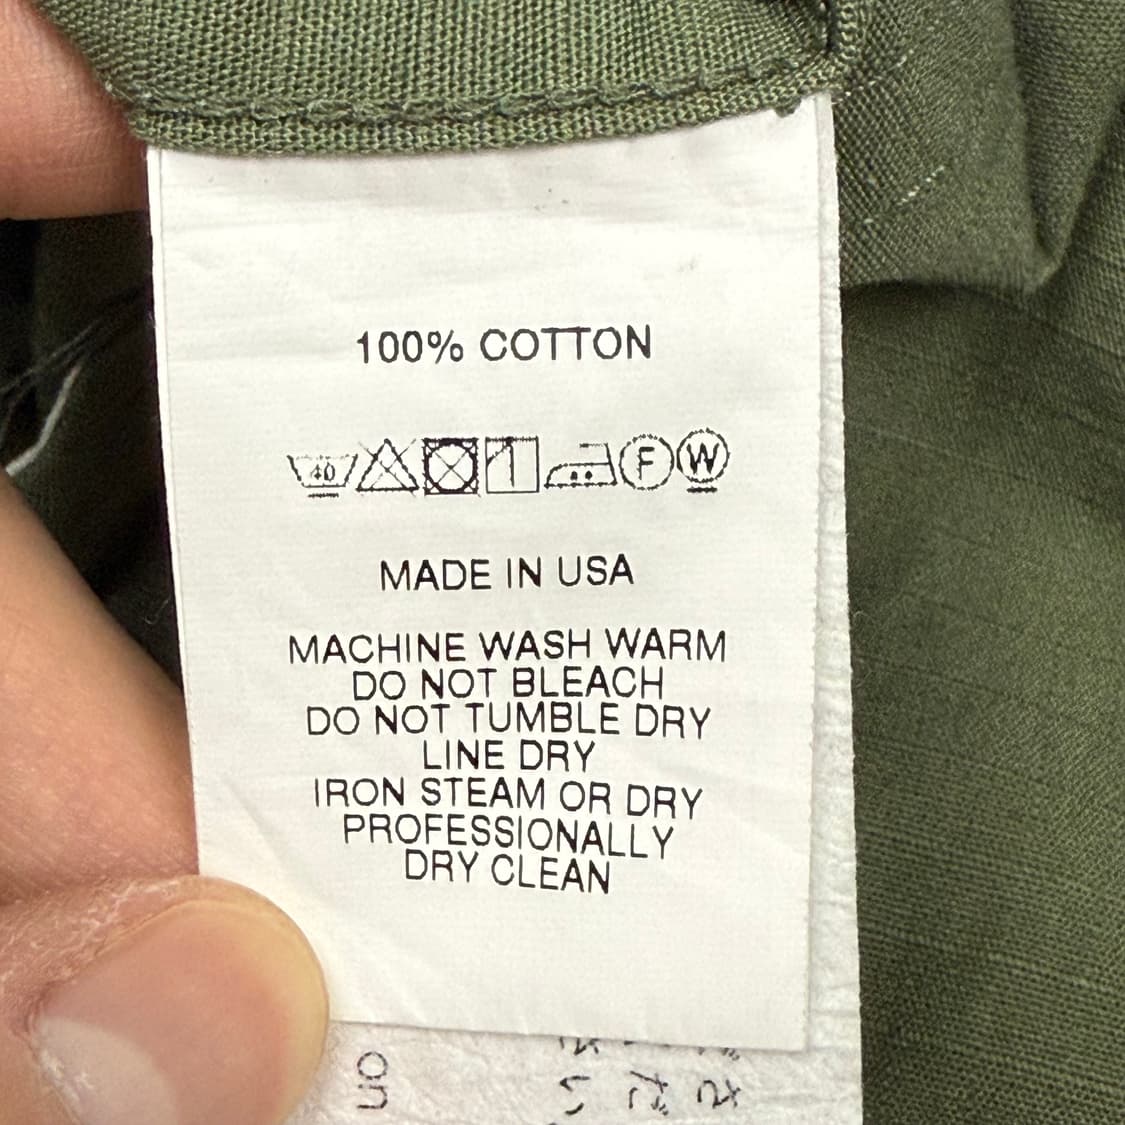 100% COTTON
40 F W
MADE IN USA
MACHINE WASH WARM
DO NOT BLEACH
DO NOT TUMBLE DRY
LINE DRY
IRON STEAM OR DRY
PROFESSIONALLY
DRY CLEAN